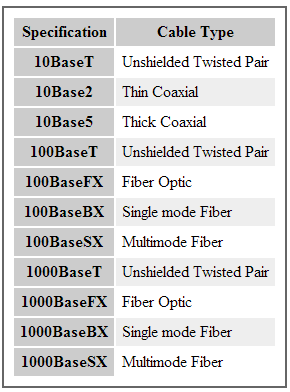 Specification Cable Type
10BaseT Unshielded Twisted Pair
10Base2 Thin Coaxial
10Base5 Thick Coaxial
100BaseT Unshielded Twisted Pair
100BaseFX Fiber Optic
100BaseBX Single mode Fiber
100BaseSX Multimode Fiber
1000BaseT Unshielded Twisted Pair
1000BaseFX Fiber Optic
1000BaseBX Single mode Fiber
1000BaseSX Multimode Fiber